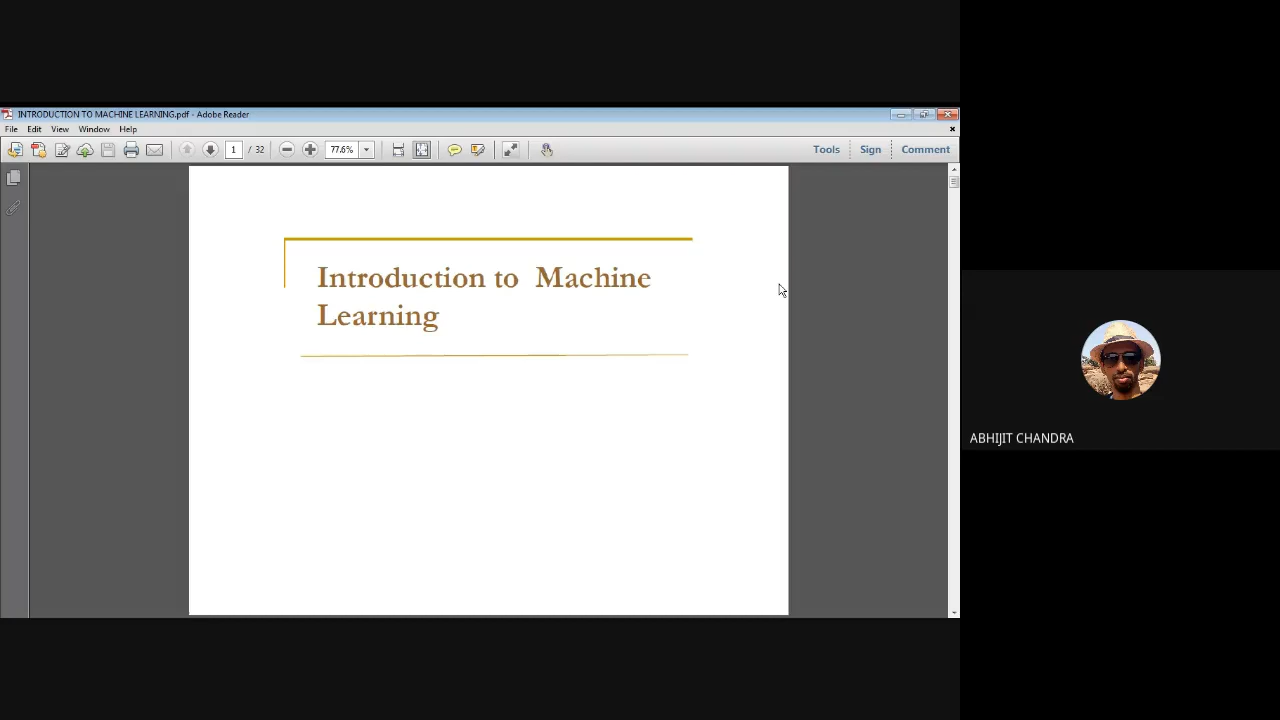 INTRODUCTION TO MACHINE LEARNING.pdf - Adobe Reader
File Edit View Window Help
1 / 32 77.6% Tools Sign Comment
Introduction to Machine
Learning
ABHIJIT CHANDRA